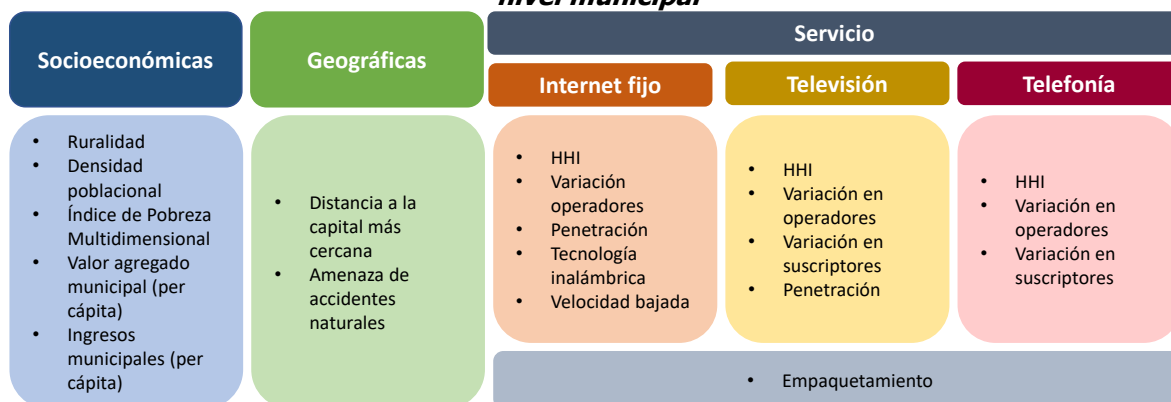 nivel municipal
Servicio
Socioeconómicas
Geográficas
Internet fijo
Televisión
Telefonía
• Ruralidad
• Densidad
poblacional
• Índice de Pobreza
Multidimensional
• Valor agregado
municipal (per
cápita)
• Ingresos
municipales (per
cápita)
• Distancia a la
capital más
cercana
• Amenaza de
accidentes
naturales
• HHI
• Variación
operadores
• Penetración
• Tecnología
inalámbrica
• Velocidad bajada
• HHI
• Variación en
operadores
• Variación en
suscriptores
• Penetración
• HHI
• Variación en
operadores
• Variación en
suscriptores
• Empaquetamiento